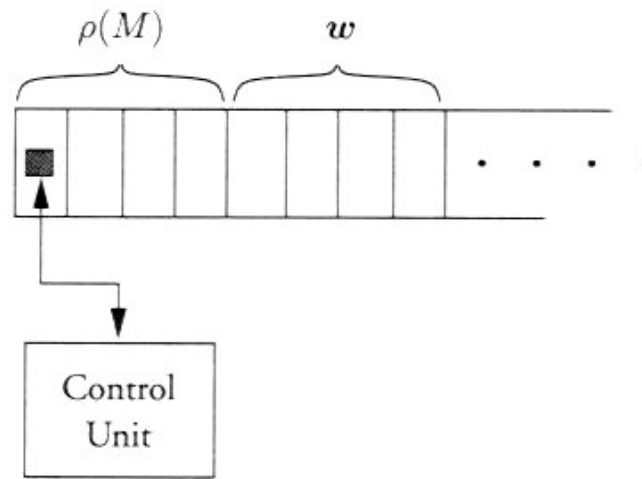 ρ(M) w
. . .
Control
Unit